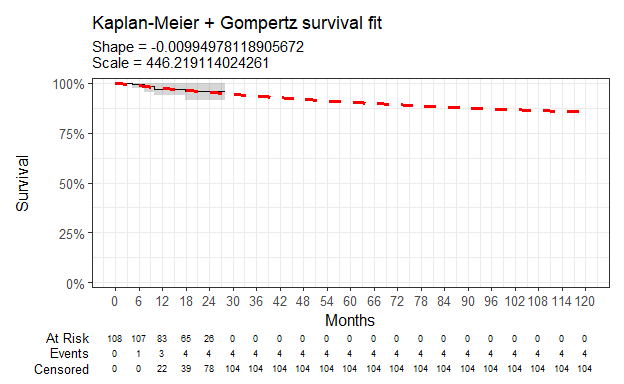 Kaplan-Meier + Gompertz survival fit
Shape = -0.00994978118905672
Scale = 446.219114024261
100%
75%
50%
25%
0%
Survival
0 6 12 18 24 30 36 42 48 54 60 66 72 78 84 90 96 102 108 114 120
Months
At Risk 108 107 83 65 26 0 0 0 0 0 0 0 0 0 0 0 0 0 0 0 0
Events 0 1 3 4 4 4 4 4 4 4 4 4 4 4 4 4 4 4 4 4 4
Censored 0 0 22 39 78 104 104 104 104 104 104 104 104 104 104 104 104 104 104 104 104